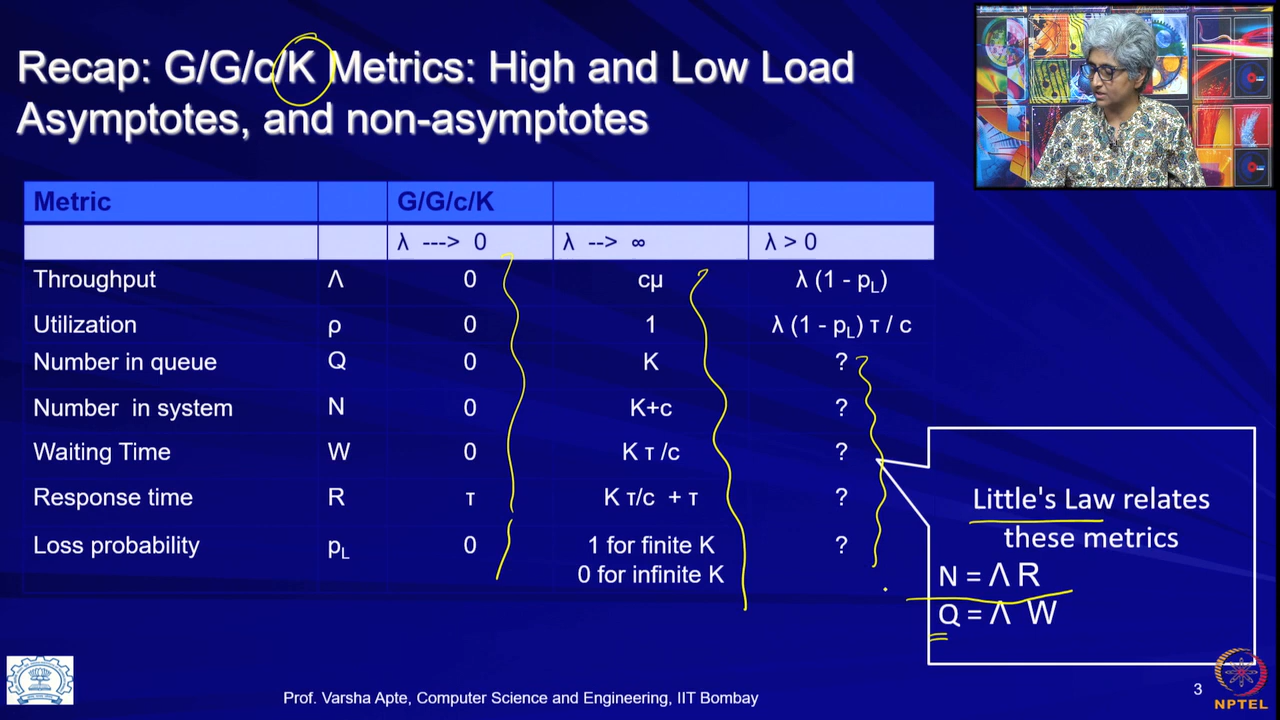 Recap: G/G/c/K Metrics: High and Low Load
Asymptotes, and non-asymptotes
Metric G/G/c/K
λ ---> 0 λ --> ∞ λ > 0
Throughput Λ 0 cμ λ (1 - pL)
Utilization ρ 0 1 λ (1 - pL) τ / c
Number in queue Q 0 K ?
Number in system N 0 K+c ?
Waiting Time W 0 K τ /c ?
Response time R τ K τ/c + τ ?
Loss probability pL 0 1 for finite K ?
0 for infinite K
Little's Law relates
these metrics
N = Λ R
Q = Λ W
Prof. Varsha Apte, Computer Science and Engineering, IIT Bombay
3
NPTEL